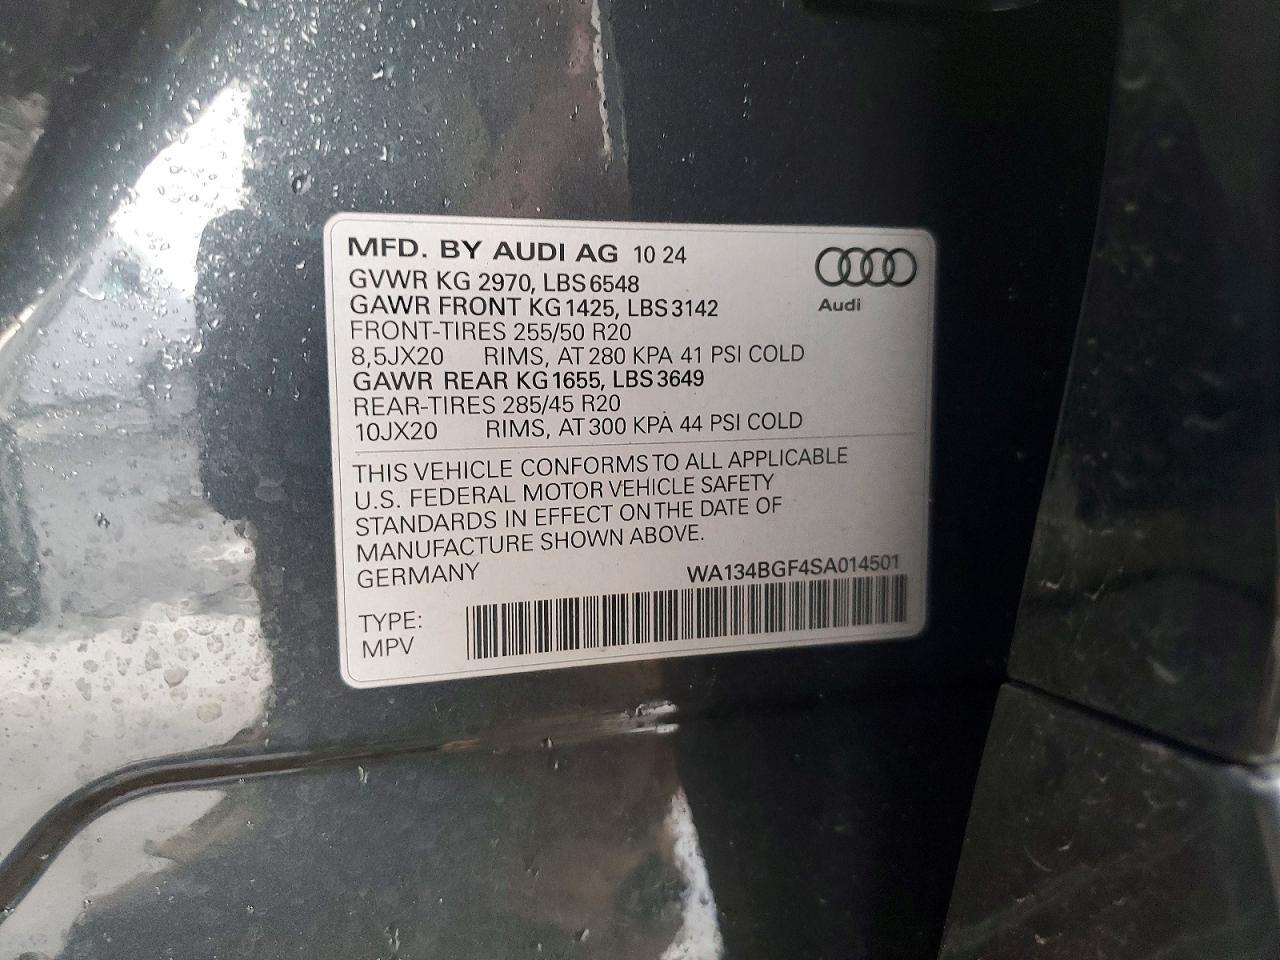 MFD. BY AUDI AG 10 24
GVWR KG 2970, LBS 6548
GAWR FRONT KG 1425, LBS 3142
FRONT-TIRES 255/50 R20
8,5JX20 RIMS, AT 280 KPA 41 PSI COLD
GAWR REAR KG 1655, LBS 3649
REAR-TIRES 285/45 R20
10JX20 RIMS, AT 300 KPA 44 PSI COLD
Audi
THIS VEHICLE CONFORMS TO ALL APPLICABLE
U.S. FEDERAL MOTOR VEHICLE SAFETY
STANDARDS IN EFFECT ON THE DATE OF
MANUFACTURE SHOWN ABOVE.
GERMANY WA134BGF4SA014501
TYPE:
MPV